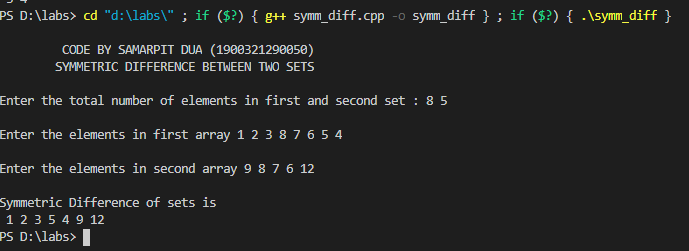 PS D:\labs> cd "d:\labs\" ; if ($?) { g++ symm_diff.cpp -o symm_diff } ; if ($?) { .\symm_diff }
CODE BY SAMARPIT DUA (1900321290050)
SYMMETRIC DIFFERENCE BETWEEN TWO SETS
Enter the total number of elements in first and second set : 8 5
Enter the elements in first array 1 2 3 8 7 6 5 4
Enter the elements in second array 9 8 7 6 12
Symmetric Difference of sets is
1 2 3 5 4 9 12
PS D:\labs>